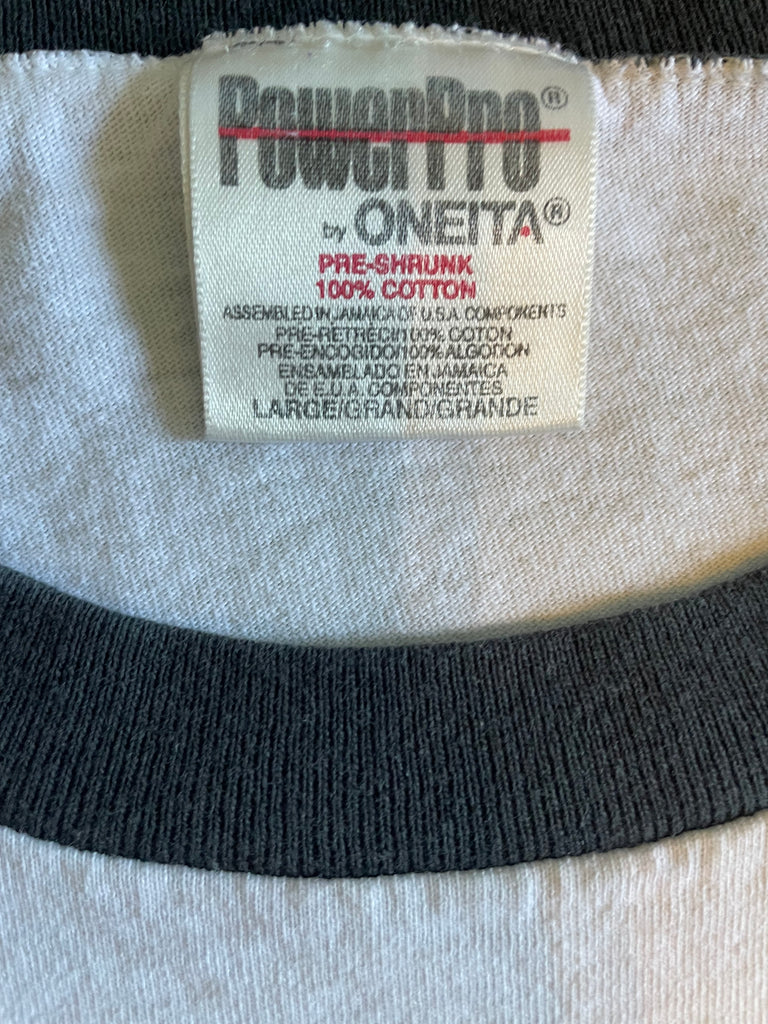 PowerPro®
by ONEITA®
PRE-SHRUNK
100% COTTON
ASSEMBLED IN JAMAICA OF U.S.A. COMPONENTS
PRE-RETRECI/100% COTON
PRE-ENCOGIDO/100% ALGODON
ENSAMBLADO EN JAMAICA
DE E.U.A. COMPONENTES
LARGE/GRAND/GRANDE